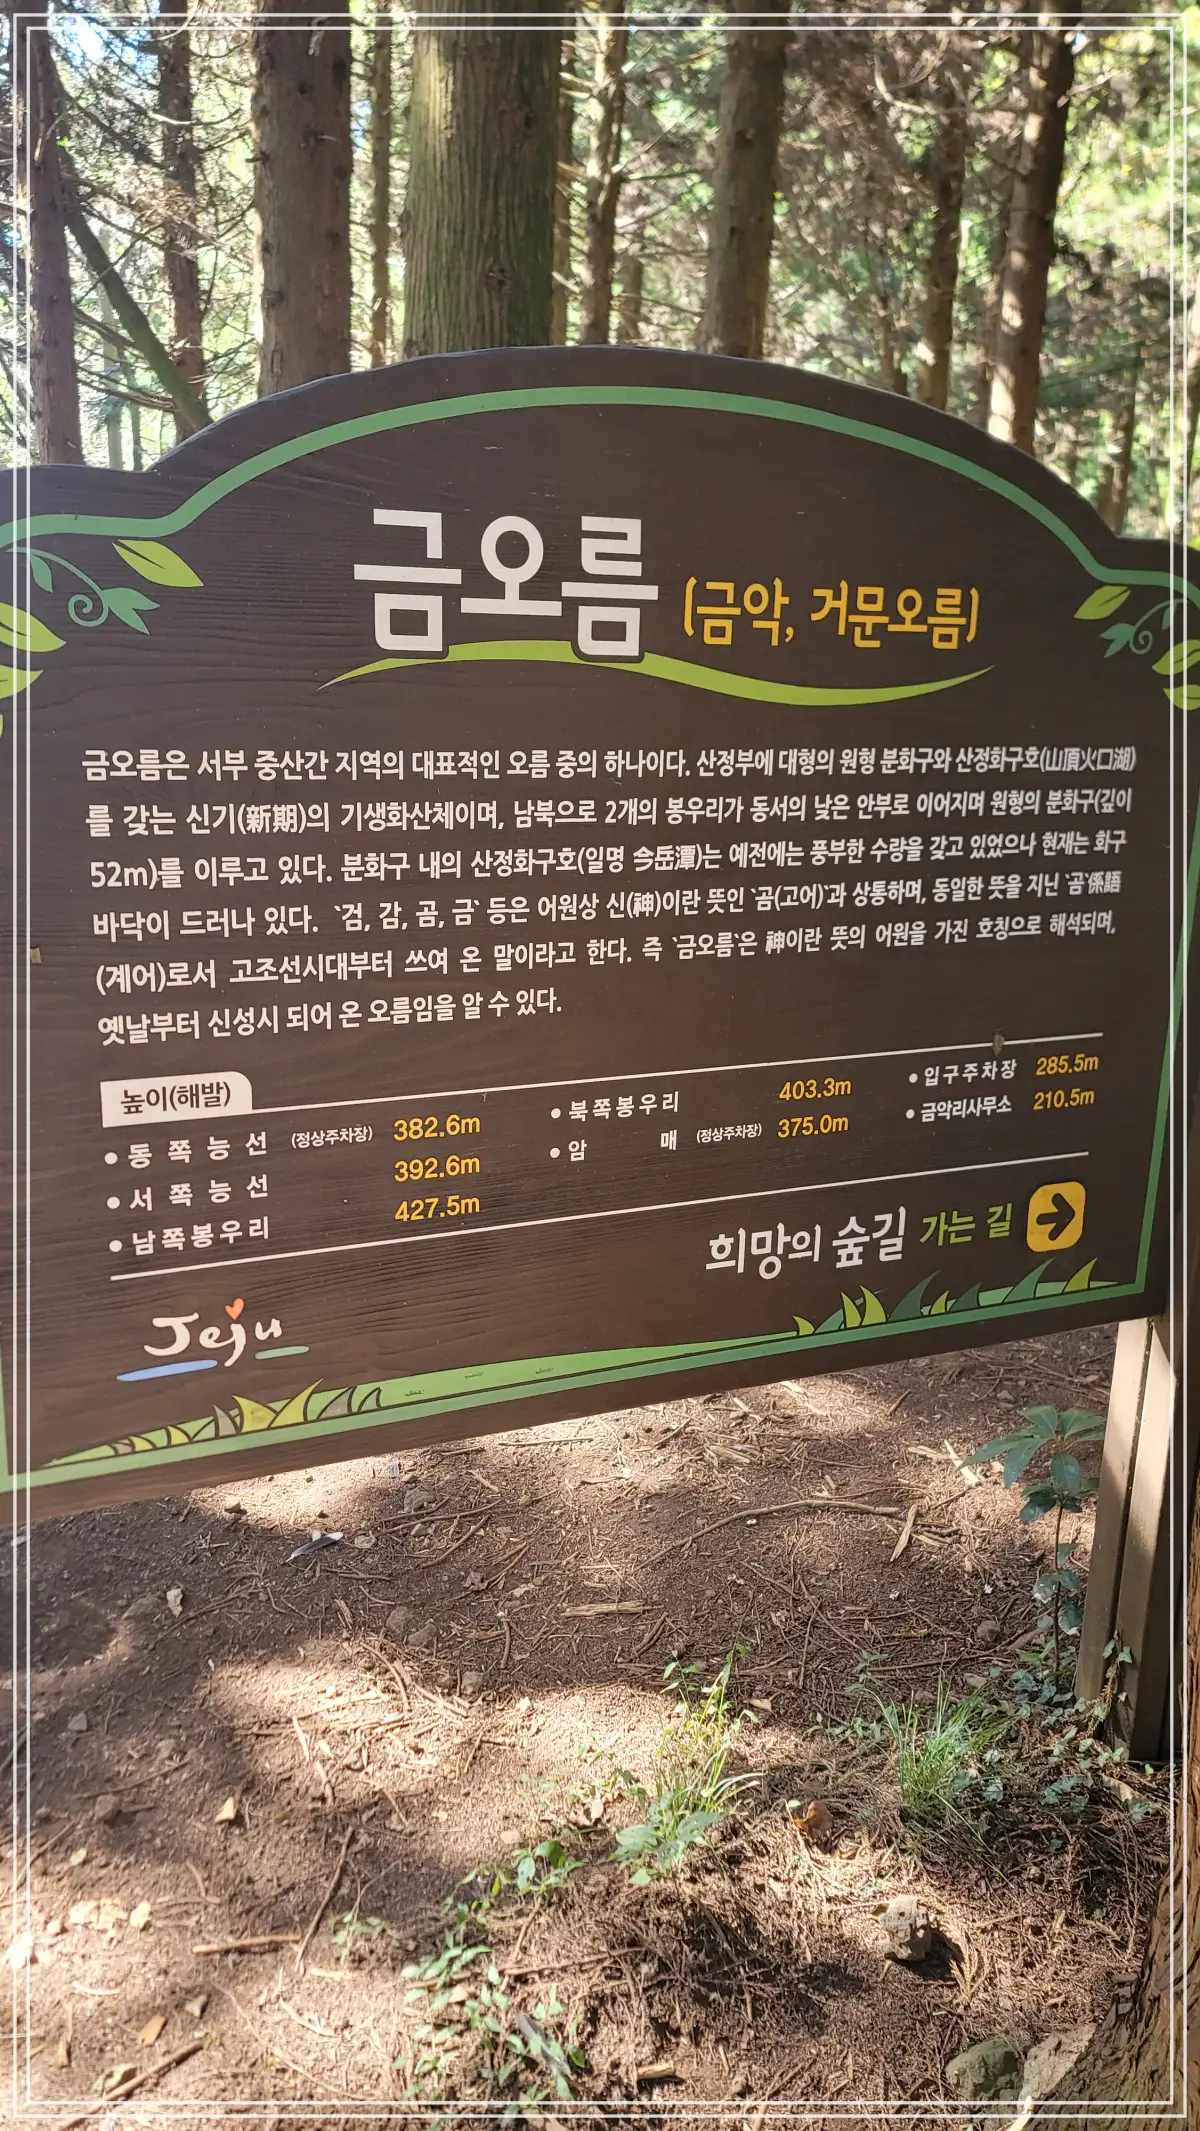 금오름 (금악, 거문오름)
금오름은 서부 중산간 지역의 대표적인 오름 중의 하나이다. 산정부에 대형의 원형 분화구와 산정화구호(山頂火口湖)
를 갖는 신기(新期)의 기생화산체이며, 남북으로 2개의 봉우리가 동서의 낮은 안부로 이어지며 원형의 분화구(깊이
52m)를 이루고 있다. 분화구 내의 산정화구호(일명 今岳潭)는 예전에는 풍부한 수량을 갖고 있었으나 현재는 화구
바닥이 드러나 있다. `검, 감, 곰, 금` 등은 어원상 신(神)이란 뜻인 `곰(고어)`과 상통하며, 동일한 뜻을 지닌 `곰`係語
(계어)로서 고조선시대부터 쓰여 온 말이라고 한다. 즉 `금오름`은 神이란 뜻의 어원을 가진 호칭으로 해석되며,
옛날부터 신성시 되어 온 오름임을 알 수 있다.
높이(해발)
• 동쪽능선 (정상주차장) 382.6m • 북쪽봉우리 403.3m • 입구주차장 285.5m
• 서쪽능선 392.6m • 암매 (정상주차장) 375.0m • 금악리사무소 210.5m
• 남쪽봉우리 427.5m
희망의 숲길 가는 길
Jeju